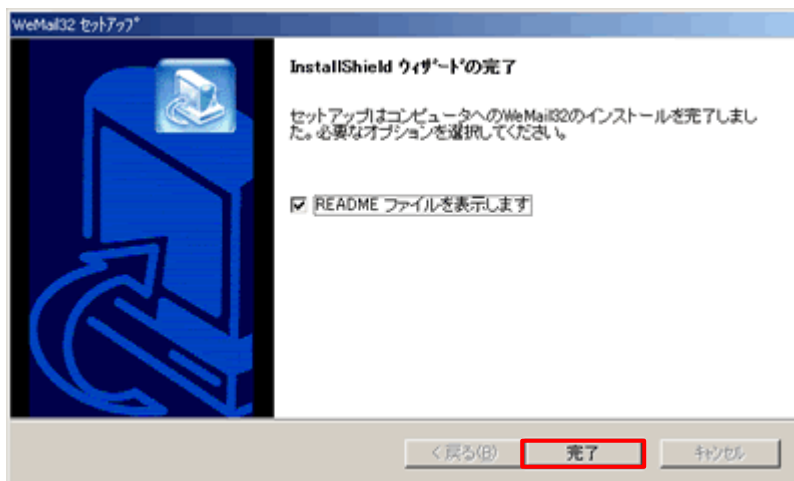 WeMail32 ｾｯﾄｱｯﾌﾟ
InstallShield ｳｨｻﾞｰﾄﾞの完了
セットアップはコンピュータへのWeMail32のインストールを完了しまし
た。必要なオプションを選択してください。
README ファイルを表示します
< 戻る(B)
完了
ｷｬﾝｾﾙ